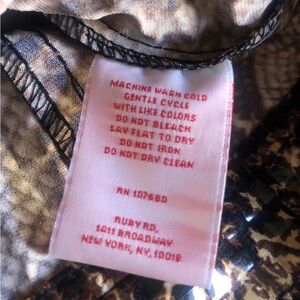 MACHINE WASH COLD
GENTLE CYCLE
WITH LIKE COLORS
DO NOT BLEACH
LAY FLAT TO DRY
DO NOT IRON
DO NOT DRY CLEAN
RN 107680
RUBY RD.
1411 BROADWAY
NEW YORK, NY. 10018